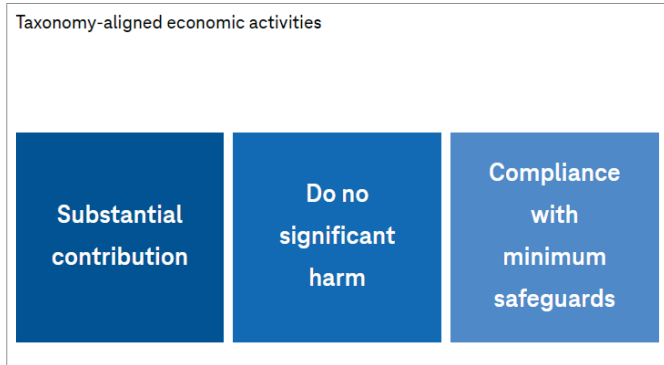 Taxonomy-aligned economic activities
Substantial
contribution
Do no
significant
harm
Compliance
with
minimum
safeguards